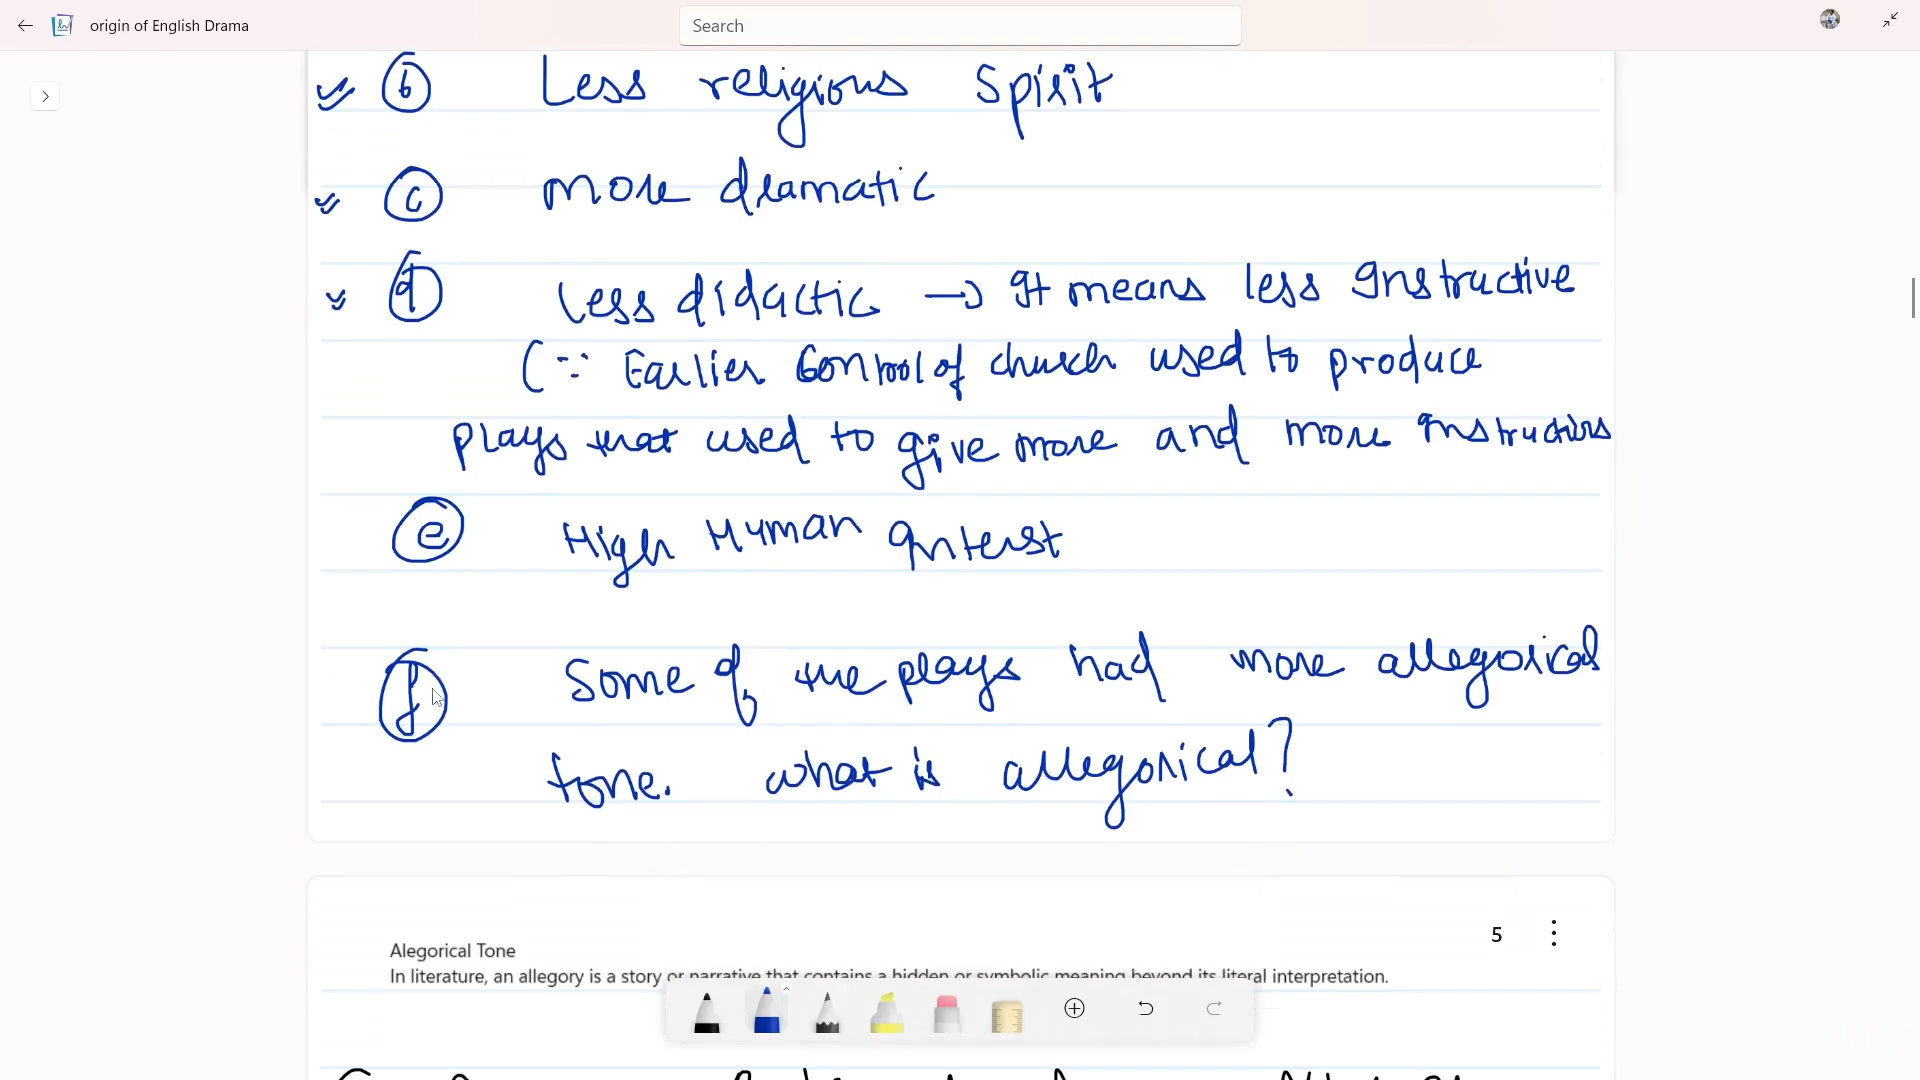 origin of English Drama
Search
b Less religious Spirit
c more dramatic
d Less didactic → It means less Instructive
(∵ Earlier Control of church used to produce
plays that used to give more and more Instructions
e High Human Interst
f Some of the plays had more allegorical
tone. what is allegorical?
5
Alegorical Tone
In literature, an allegory is a story or narrative that contains a hidden or symbolic meaning beyond its literal interpretation.